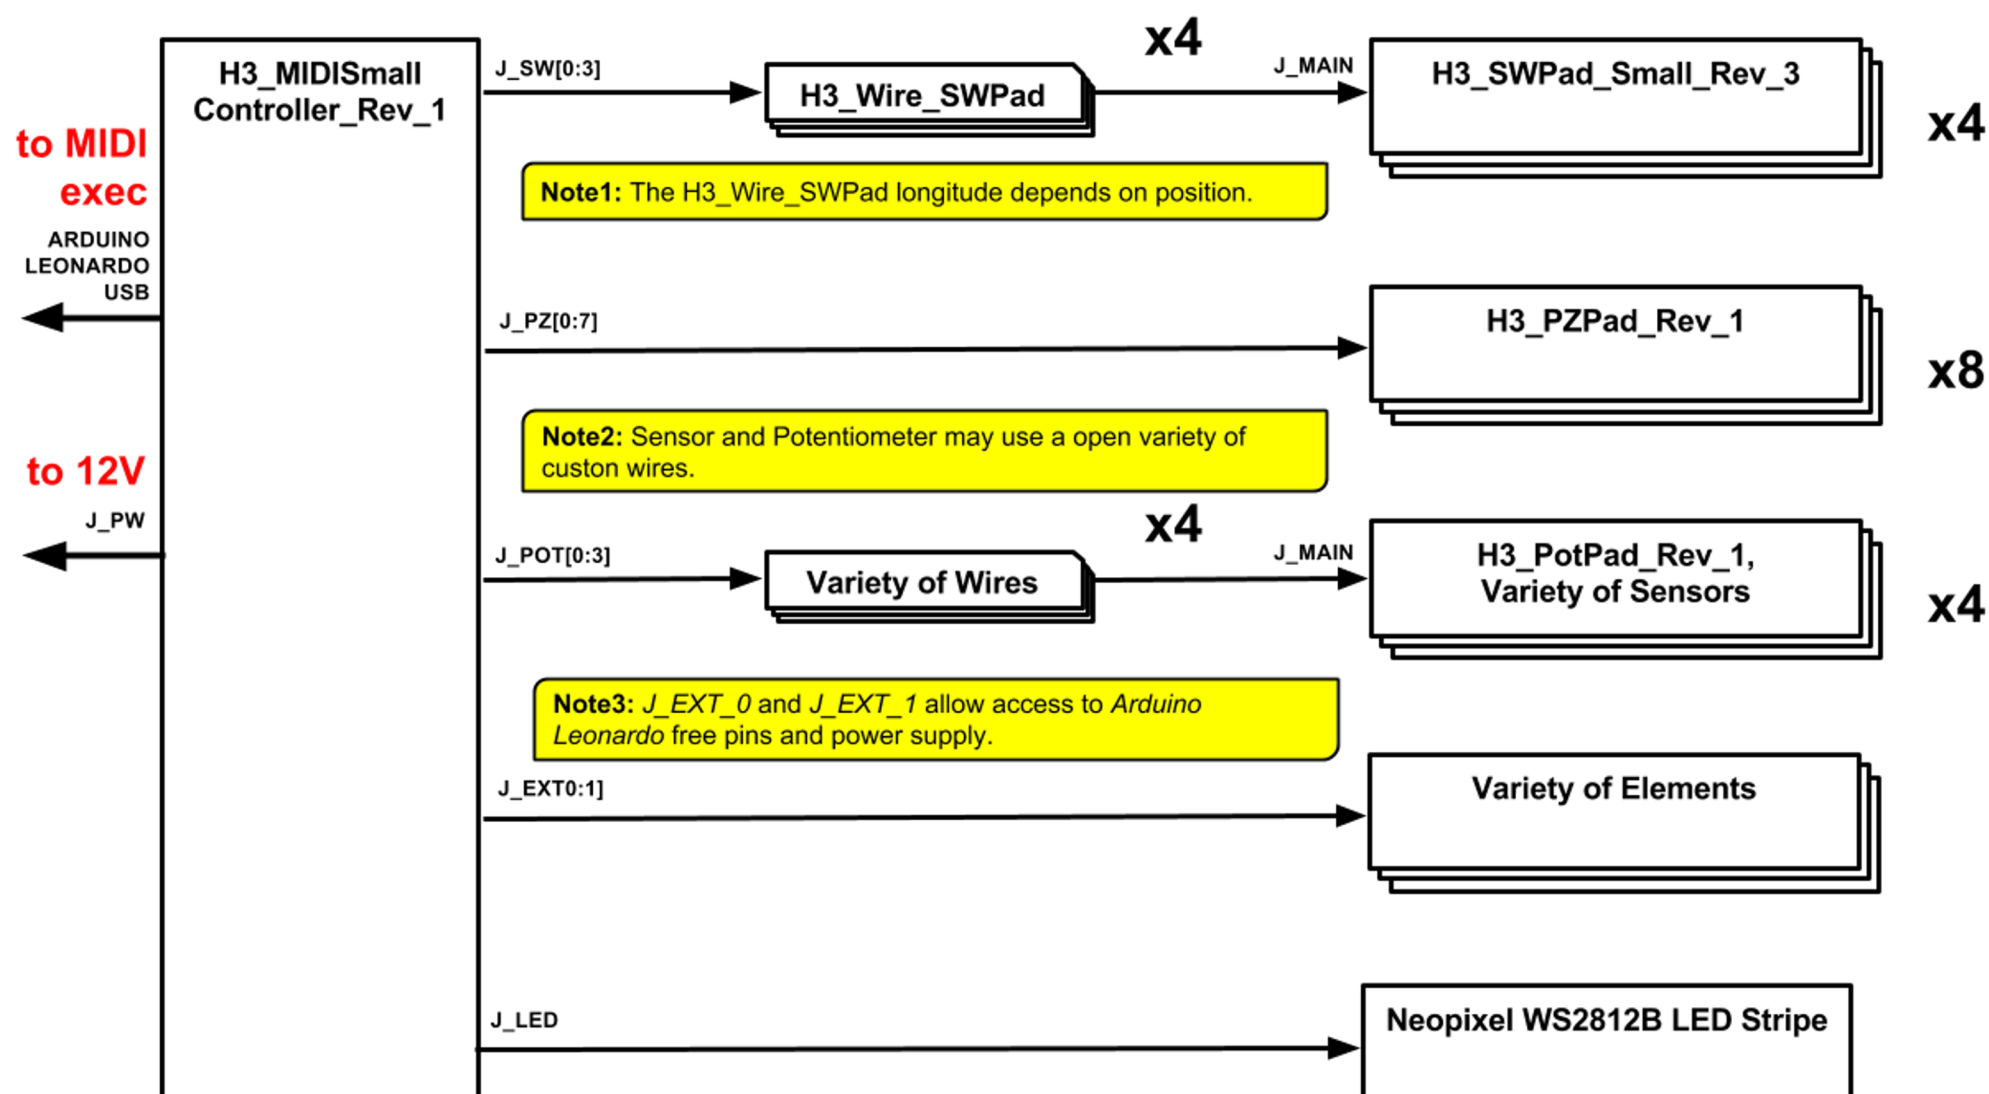 H3_MIDISmall
Controller_Rev_1
to MIDI
exec
ARDUINO
LEONARDO
USB
to 12V
J_PW
J_SW[0:3]
H3_Wire_SWPad
x4
J_MAIN
H3_SWPad_Small_Rev_3
x4
Note1: The H3_Wire_SWPad longitude depends on position.
J_PZ[0:7]
H3_PZPad_Rev_1
x8
Note2: Sensor and Potentiometer may use a open variety of
custon wires.
J_POT[0:3]
Variety of Wires
x4
J_MAIN
H3_PotPad_Rev_1,
Variety of Sensors
x4
Note3: J_EXT_0 and J_EXT_1 allow access to Arduino
Leonardo free pins and power supply.
J_EXT0:1]
Variety of Elements
J_LED
Neopixel WS2812B LED Stripe